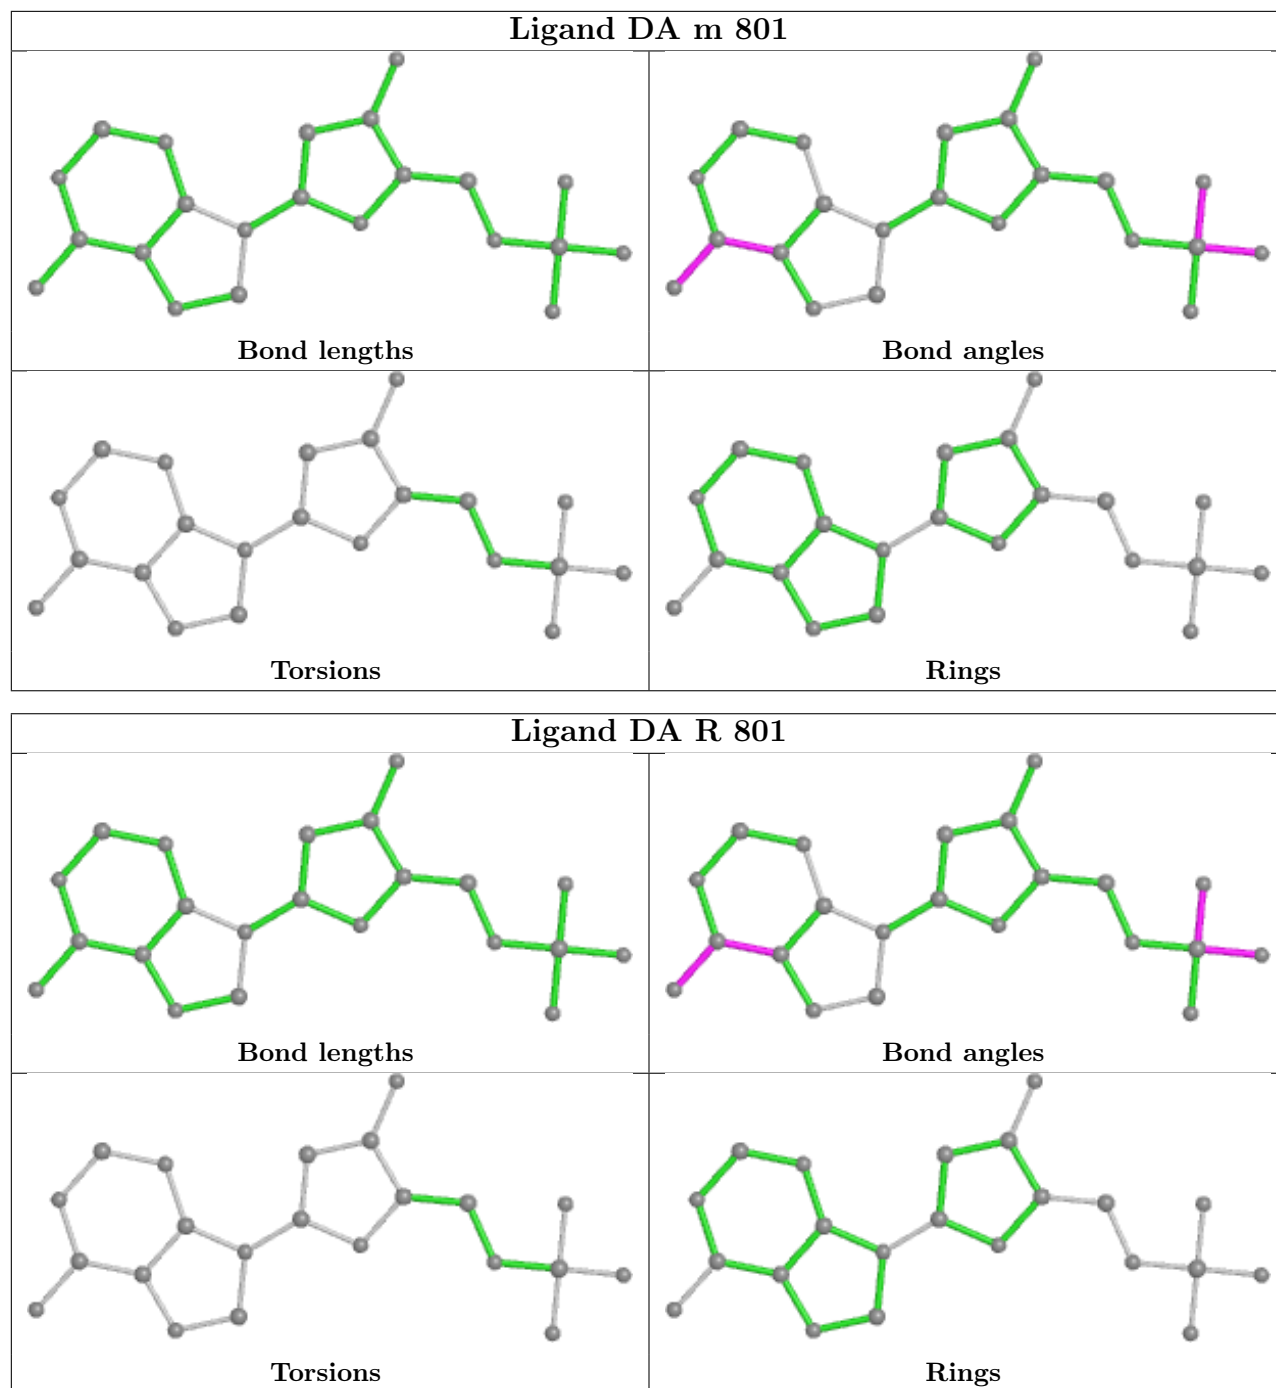 Ligand DA m 801
Bond lengths
Bond angles
Torsions
Rings
Ligand DA R 801
Bond lengths
Bond angles
Torsions
Rings